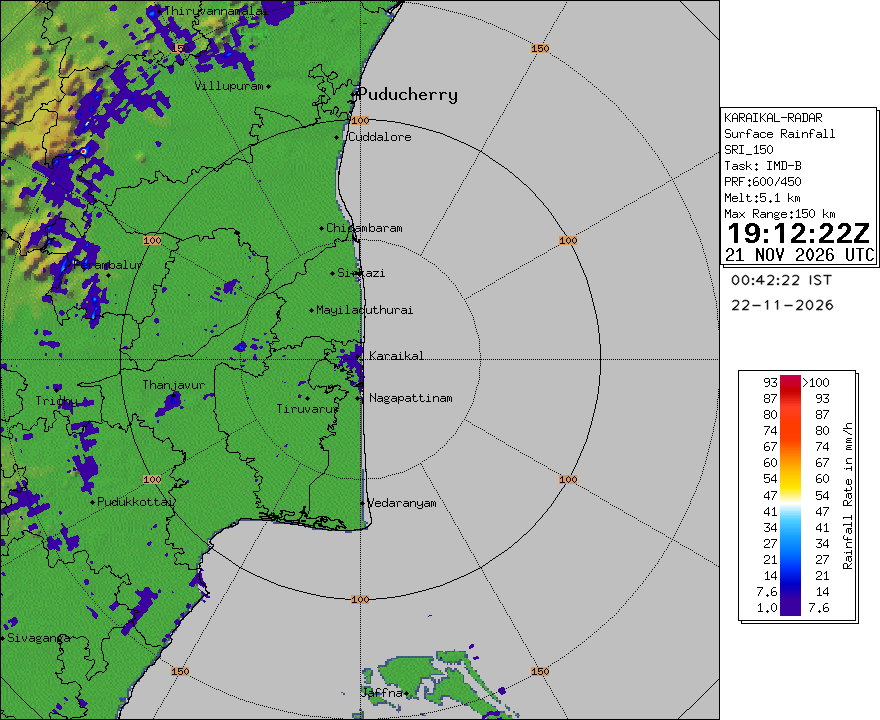 Thiruvannamalai
150
150
Villupuram
Puducherry
100
Cuddalore
Chidambaram
100
100
Perambalur
Sirkazi
Mayiladuthurai
Karaikal
Thanjavur
Trichy
Tiruvarur
Nagapattinam
100
100
Pudukkottai
Vedaranyam
100
Sivaganga
150
150
Jaffna
KARAIKAL-RADAR
Surface Rainfall
SRI_150
Task: IMD-B
PRF:600/450
Melt:5.1 km
Max Range:150 km
19:12:22Z
21 NOV 2026 UTC
00:42:22 IST
22-11-2026
93 >100
87 93
80 87
74 80
67 74
60 67
54 60
47 54
41 47
34 41
27 34
21 27
14 21
7.6 14
1.0 7.6
Rainfall Rate in mm/h